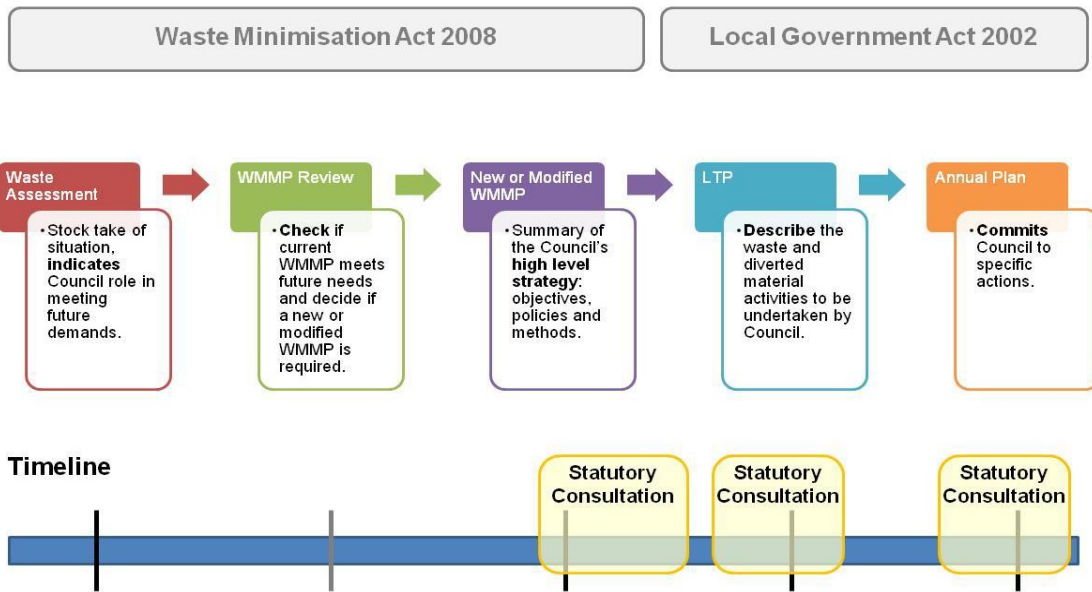 Waste Minimisation Act 2008
Local Government Act 2002
Waste
Assessment
• Stock take of
situation,
indicates
Council role in
meeting
future
demands.
WMMP Review
• Check if
current
WMMP meets
future needs
and decide if
a new or
modified
WMMP is
required.
New or Modified
WMMP
• Summary of
the Council's
high level
strategy:
objectives,
policies and
methods.
LTP
• Describe the
waste and
diverted
material
activities to be
undertaken by
Council.
Annual Plan
• Commits
Council to
specific
actions.
Timeline
Statutory
Consultation
Statutory
Consultation
Statutory
Consultation